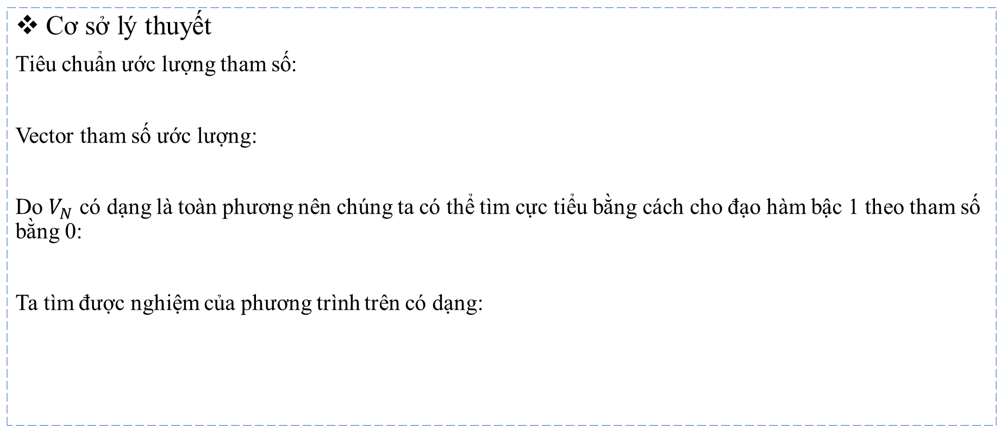 ❖ Cơ sở lý thuyết
Tiêu chuẩn ước lượng tham số:
Vector tham số ước lượng:
Do V_N có dạng là toàn phương nên chúng ta có thể tìm cực tiểu bằng cách cho đạo hàm bậc 1 theo tham số
bằng 0:
Ta tìm được nghiệm của phương trình trên có dạng: